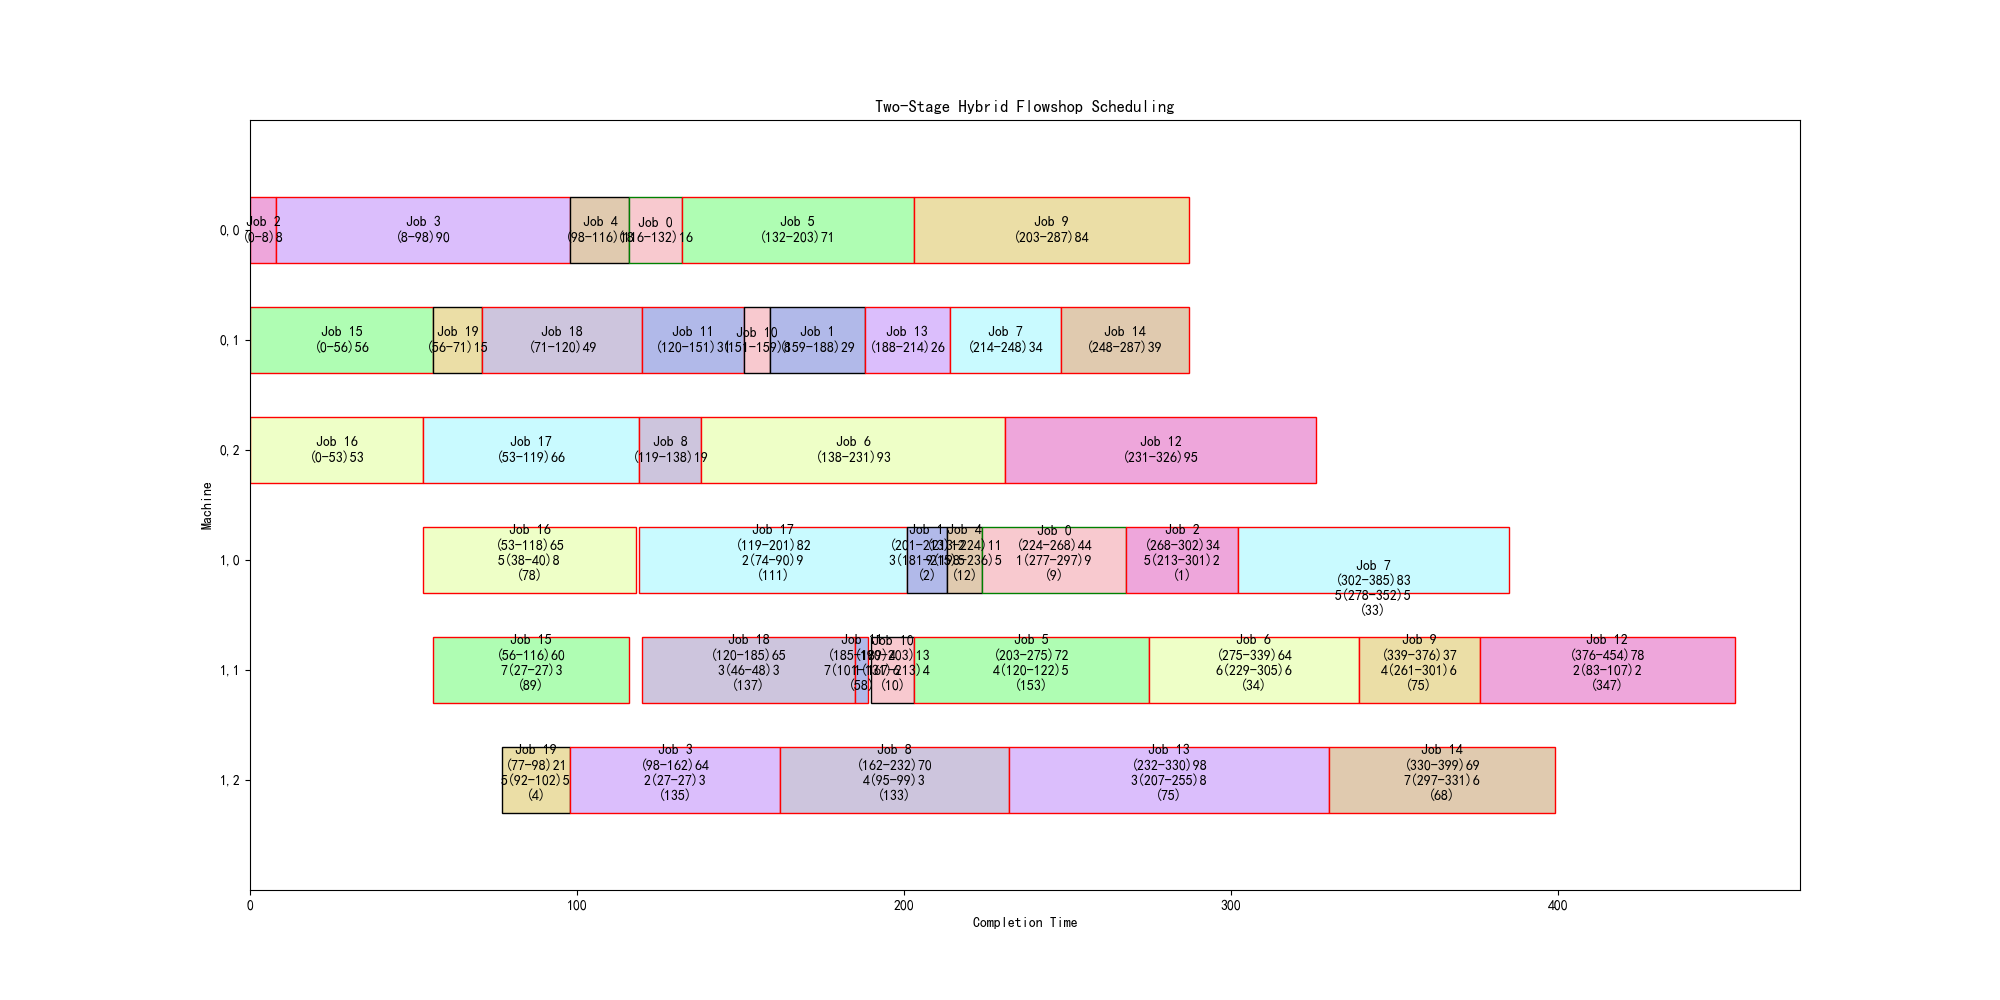 Two-Stage Hybrid Flowshop Scheduling
Machine
0,0
Job 2
(0-8)8
Job 3
(8-98)90
Job 4
(98-116)18
Job 0
(116-132)16
Job 5
(132-203)71
Job 9
(203-287)84
0,1
Job 15
(0-56)56
Job 19
(56-71)15
Job 18
(71-120)49
Job 11
(120-151)31
Job 10
(151-159)8
Job 1
(159-188)29
Job 13
(188-214)26
Job 7
(214-248)34
Job 14
(248-287)39
0,2
Job 16
(0-53)53
Job 17
(53-119)66
Job 8
(119-138)19
Job 6
(138-231)93
Job 12
(231-326)95
1,0
Job 16
(53-118)65
5(38-40)8
(78)
Job 17
(119-201)82
2(74-90)9
(111)
Job 1
(201-213)12
(2)
Job 4
(213-224)11
(12)
Job 0
(224-268)44
1(277-297)9
(9)
Job 2
(268-302)34
5(213-301)2
(1)
Job 7
(302-385)83
5(278-352)5
(33)
1,1
Job 15
(56-116)60
7(27-27)3
(89)
Job 18
(120-185)65
3(46-48)3
(137)
Job 11
(185-189)4
(58)
Job 10
(190-203)13
(10)
Job 5
(203-275)72
4(120-122)5
(153)
Job 6
(275-339)64
6(229-305)6
(34)
Job 9
(339-376)37
4(261-301)6
(75)
Job 12
(376-454)78
2(83-107)2
(347)
1,2
Job 19
(77-98)21
5(92-102)5
(4)
Job 3
(98-162)64
2(27-27)3
(135)
Job 8
(162-232)70
4(95-99)3
(133)
Job 13
(232-330)98
3(207-255)8
(75)
Job 14
(330-399)69
7(297-331)6
(68)
0
100
200
300
400
Completion Time